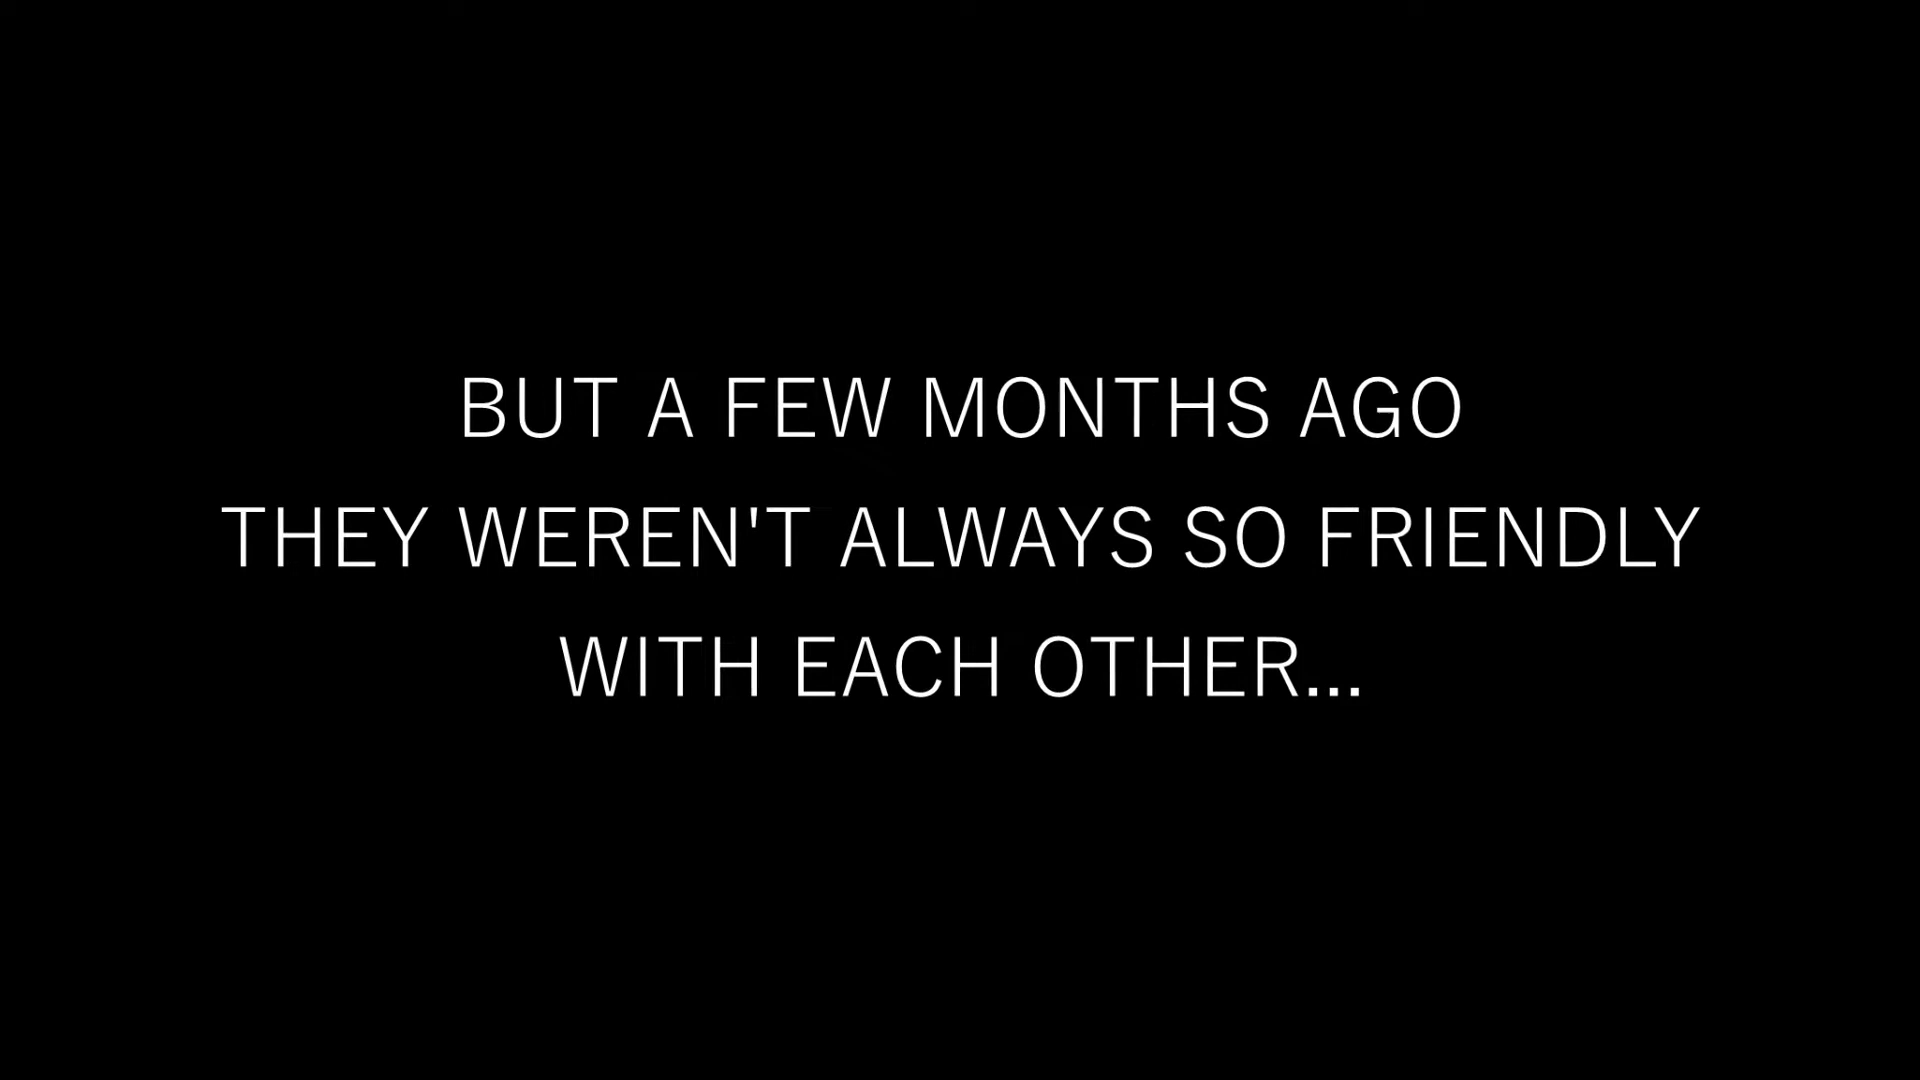 BUT A FEW MONTHS AGO
THEY WEREN'T ALWAYS SO FRIENDLY
WITH EACH OTHER...